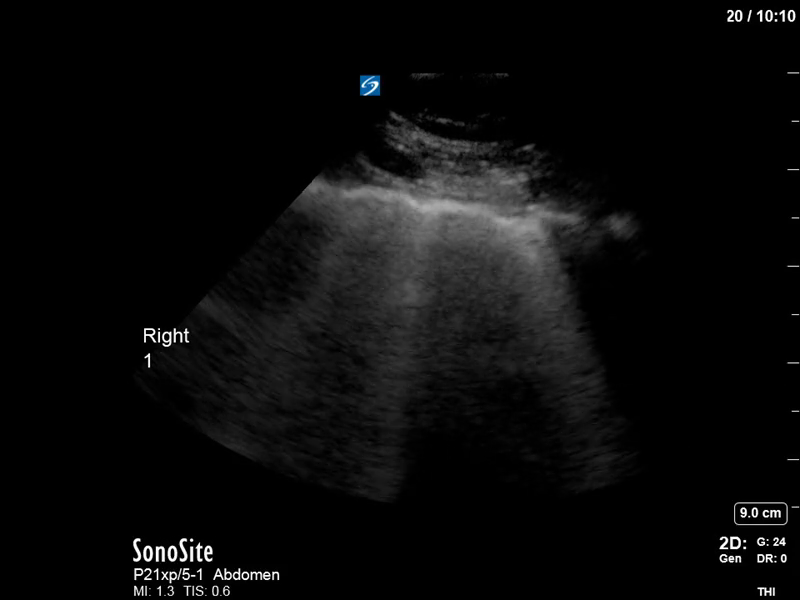 20 / 10:10
Right
1
9.0 cm
SonoSite
2D: G: 24
Gen DR: 0
P21xp/5-1 Abdomen
MI: 1.3 TIS: 0.6
THI